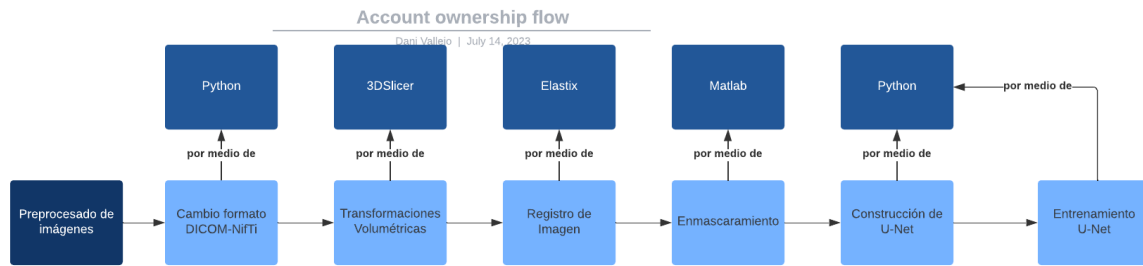 Account ownership flow
Dani Vallejo | July 14, 2023
Python
3DSlicer
Elastix
Matlab
Python
por medio de
por medio de
por medio de
por medio de
por medio de
por medio de
Preprocesado de
imágenes
Cambio formato
DICOM-NifTi
Transformaciones
Volumétricas
Registro de
Imagen
Enmascaramiento
Construcción de
U-Net
Entrenamiento
U-Net